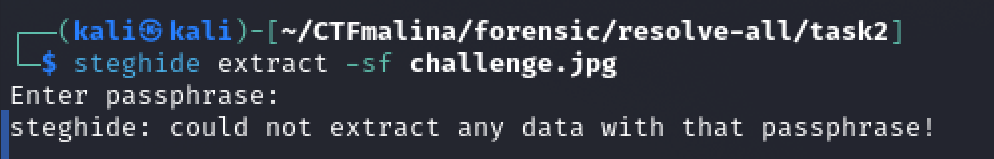 ┌──(kali㉿kali)-[~/CTFmalina/forensic/resolve-all/task2]
└─$ steghide extract -sf challenge.jpg
Enter passphrase:
steghide: could not extract any data with that passphrase!